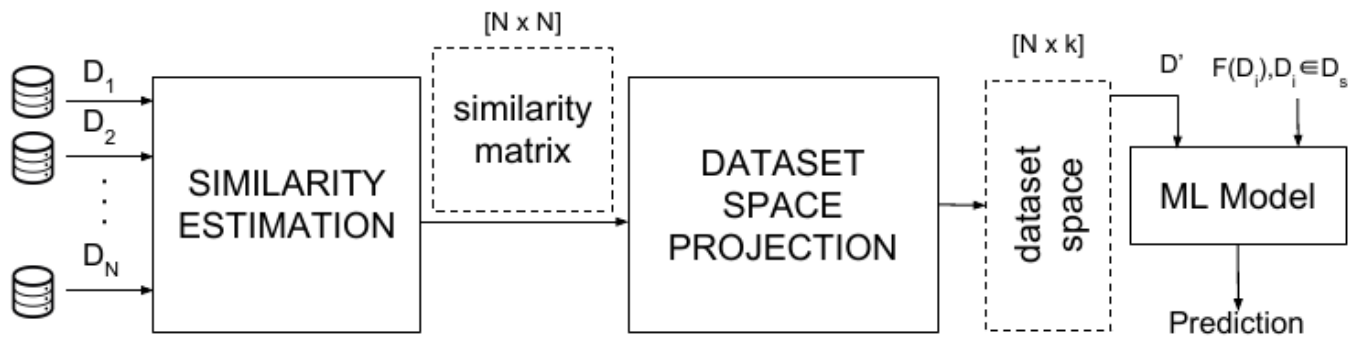 D1
D2
.
.
.
DN
SIMILARITY
ESTIMATION
[N x N]
similarity
matrix
DATASET
SPACE
PROJECTION
[N x k]
dataset
space
D'
F(Di),Di∈Ds
ML Model
Prediction